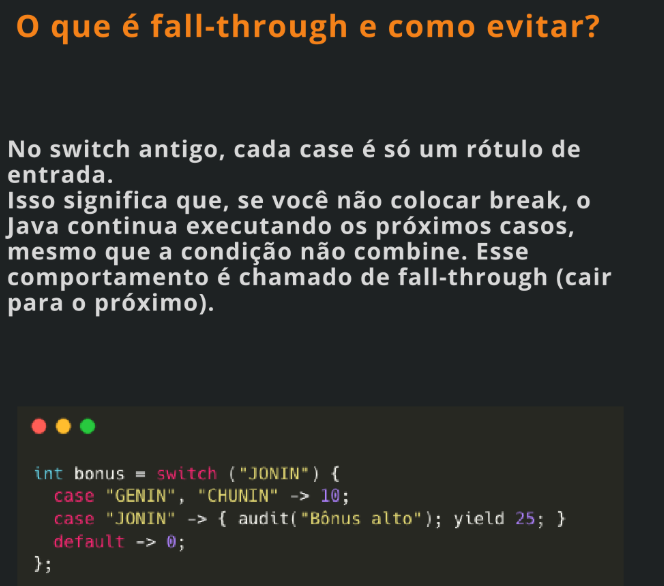 O que é fall-through e como evitar?
No switch antigo, cada case é só um rótulo de
entrada.
Isso significa que, se você não colocar break, o
Java continua executando os próximos casos,
mesmo que a condição não combine. Esse
comportamento é chamado de fall-through (cair
para o próximo).
int bonus = switch ("JONIN") {
  case "GENIN", "CHUNIN" -> 10;
  case "JONIN" -> { audit("Bônus alto"); yield 25; }
  default -> 0;
};